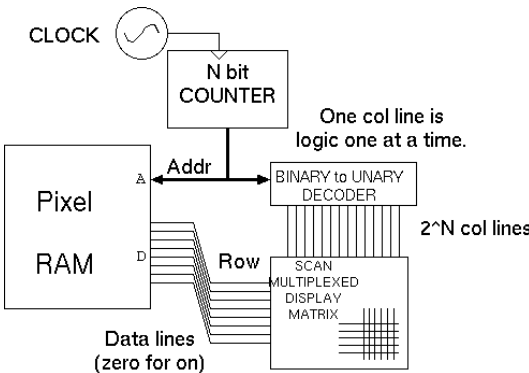 CLOCK
N bit
COUNTER
One col line is
logic one at a time.
Addr
A
BINARY to UNARY
DECODER
Pixel
RAM
2^N col lines
D
Row
SCAN
MULTIPLEXED
DISPLAY
MATRIX
Data lines
(zero for on)